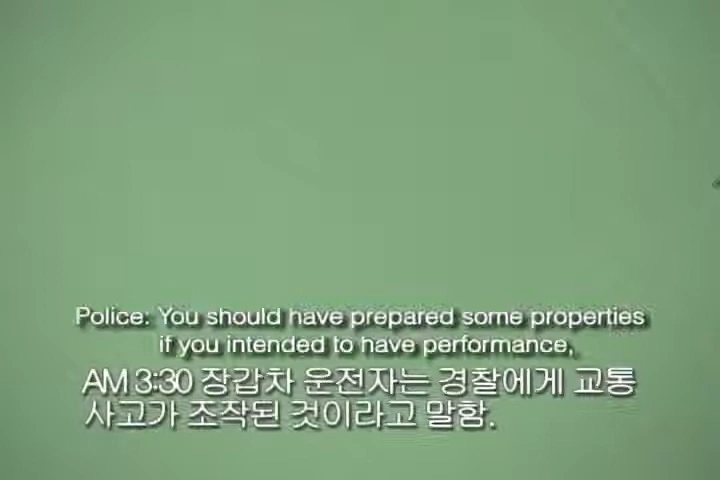 Police: You should have prepared some properties
if you intended to have performance,
AM 3:30 장갑차 운전자는 경찰에게 교통
사고가 조작된 것이라고 말함.